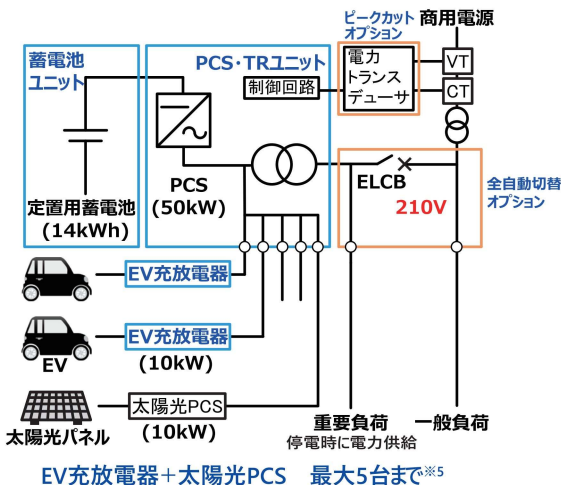 ピークカット
オプション
商用電源
蓄電池
ユニット
PCS・TRユニット
制御回路
電力
トランス
デューサ
VT
CT
PCS
(50kW)
定置用蓄電池
(14kWh)
ELCB
210V
全自動切替
オプション
EV充放電器
EV充放電器
EV
(10kW)
太陽光PCS
(10kW)
太陽光パネル
重要負荷
停電時に電力供給
一般負荷
EV充放電器+太陽光PCS 最大5台まで※5